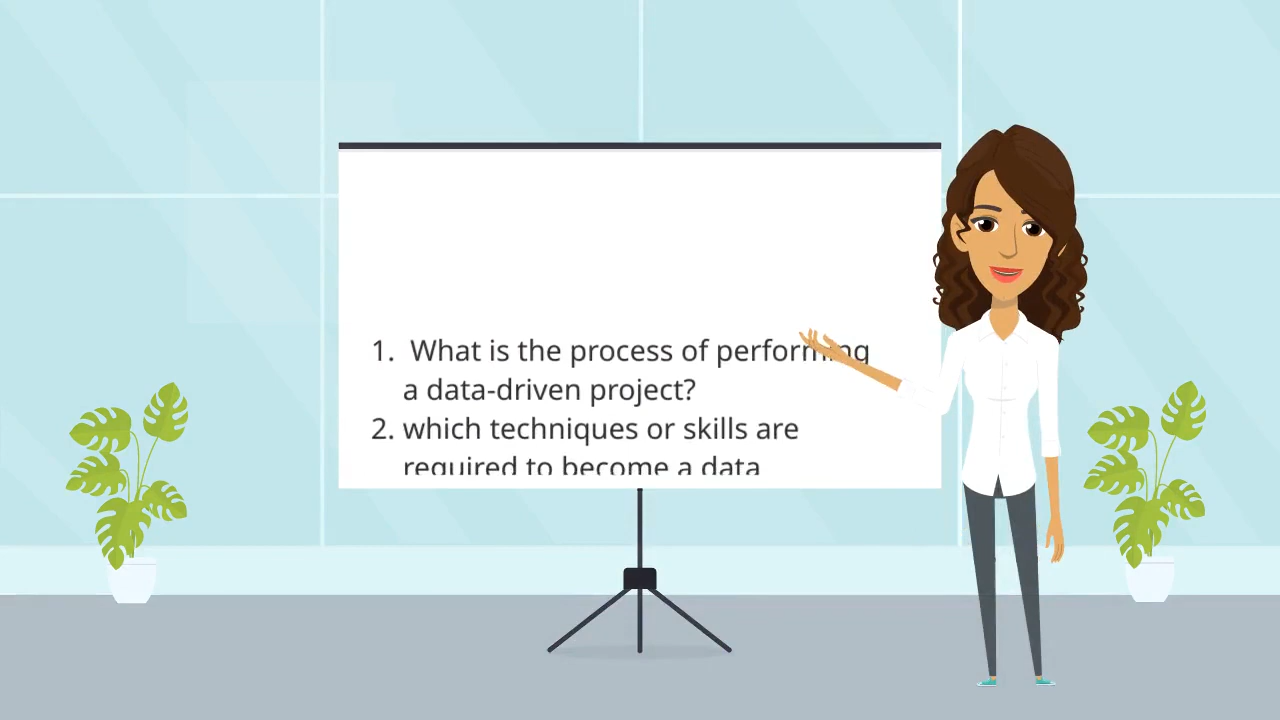 1. What is the process of performing
a data-driven project?
2. which techniques or skills are
required to become a data